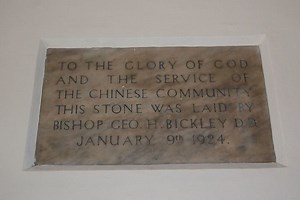 TO THE GLORY OF GOD
AND THE SERVICE OF
THE CHINESE COMMUNITY
THIS STONE WAS LAID BY
BISHOP GEO. H. BICKLEY D.D.
JANUARY 9TH 1924.